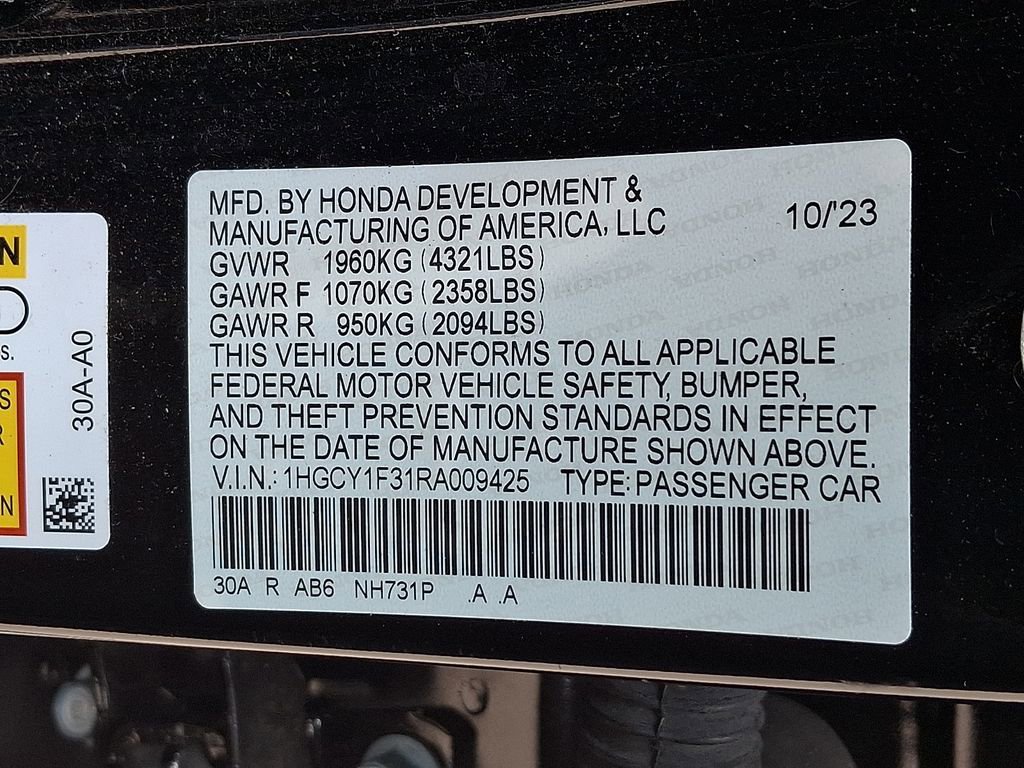 MFD. BY HONDA DEVELOPMENT &
MANUFACTURING OF AMERICA, LLC
10/'23
GVWR 1960KG (4321LBS)
GAWR F 1070KG (2358LBS)
GAWR R 950KG (2094LBS)
THIS VEHICLE CONFORMS TO ALL APPLICABLE
FEDERAL MOTOR VEHICLE SAFETY, BUMPER,
AND THEFT PREVENTION STANDARDS IN EFFECT
ON THE DATE OF MANUFACTURE SHOWN ABOVE.
V.I.N.: 1HGCY1F31RA009425 TYPE: PASSENGER CAR
30A R AB6 NH731P .A .A
30A-A0